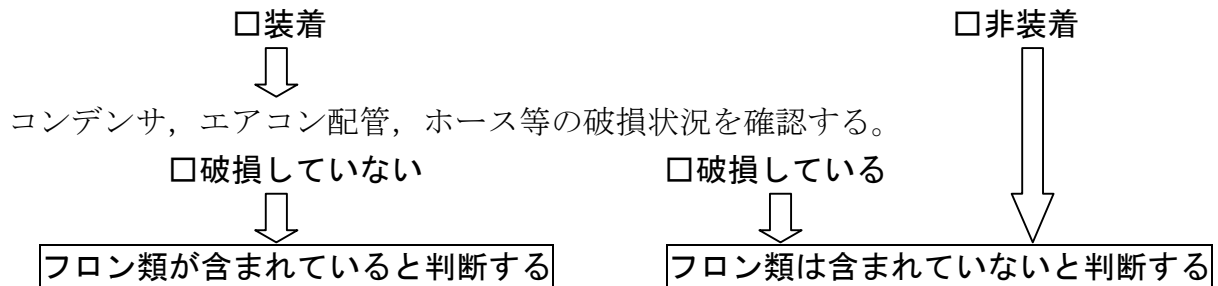 □装着 □非装着
コンデンサ，エアコン配管，ホース等の破損状況を確認する。
□破損していない □破損している
フロン類が含まれていると判断する フロン類は含まれていないと判断する